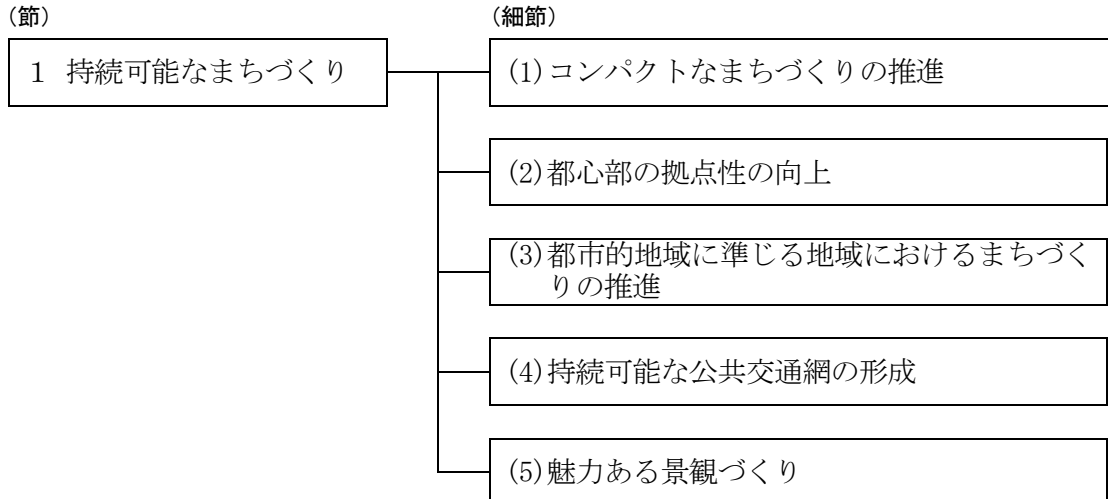 （節）
（細節）
１ 持続可能なまちづくり
(1)コンパクトなまちづくりの推進
(2)都心部の拠点性の向上
(3)都市的地域に準じる地域におけるまちづく
りの推進
(4)持続可能な公共交通網の形成
(5)魅力ある景観づくり